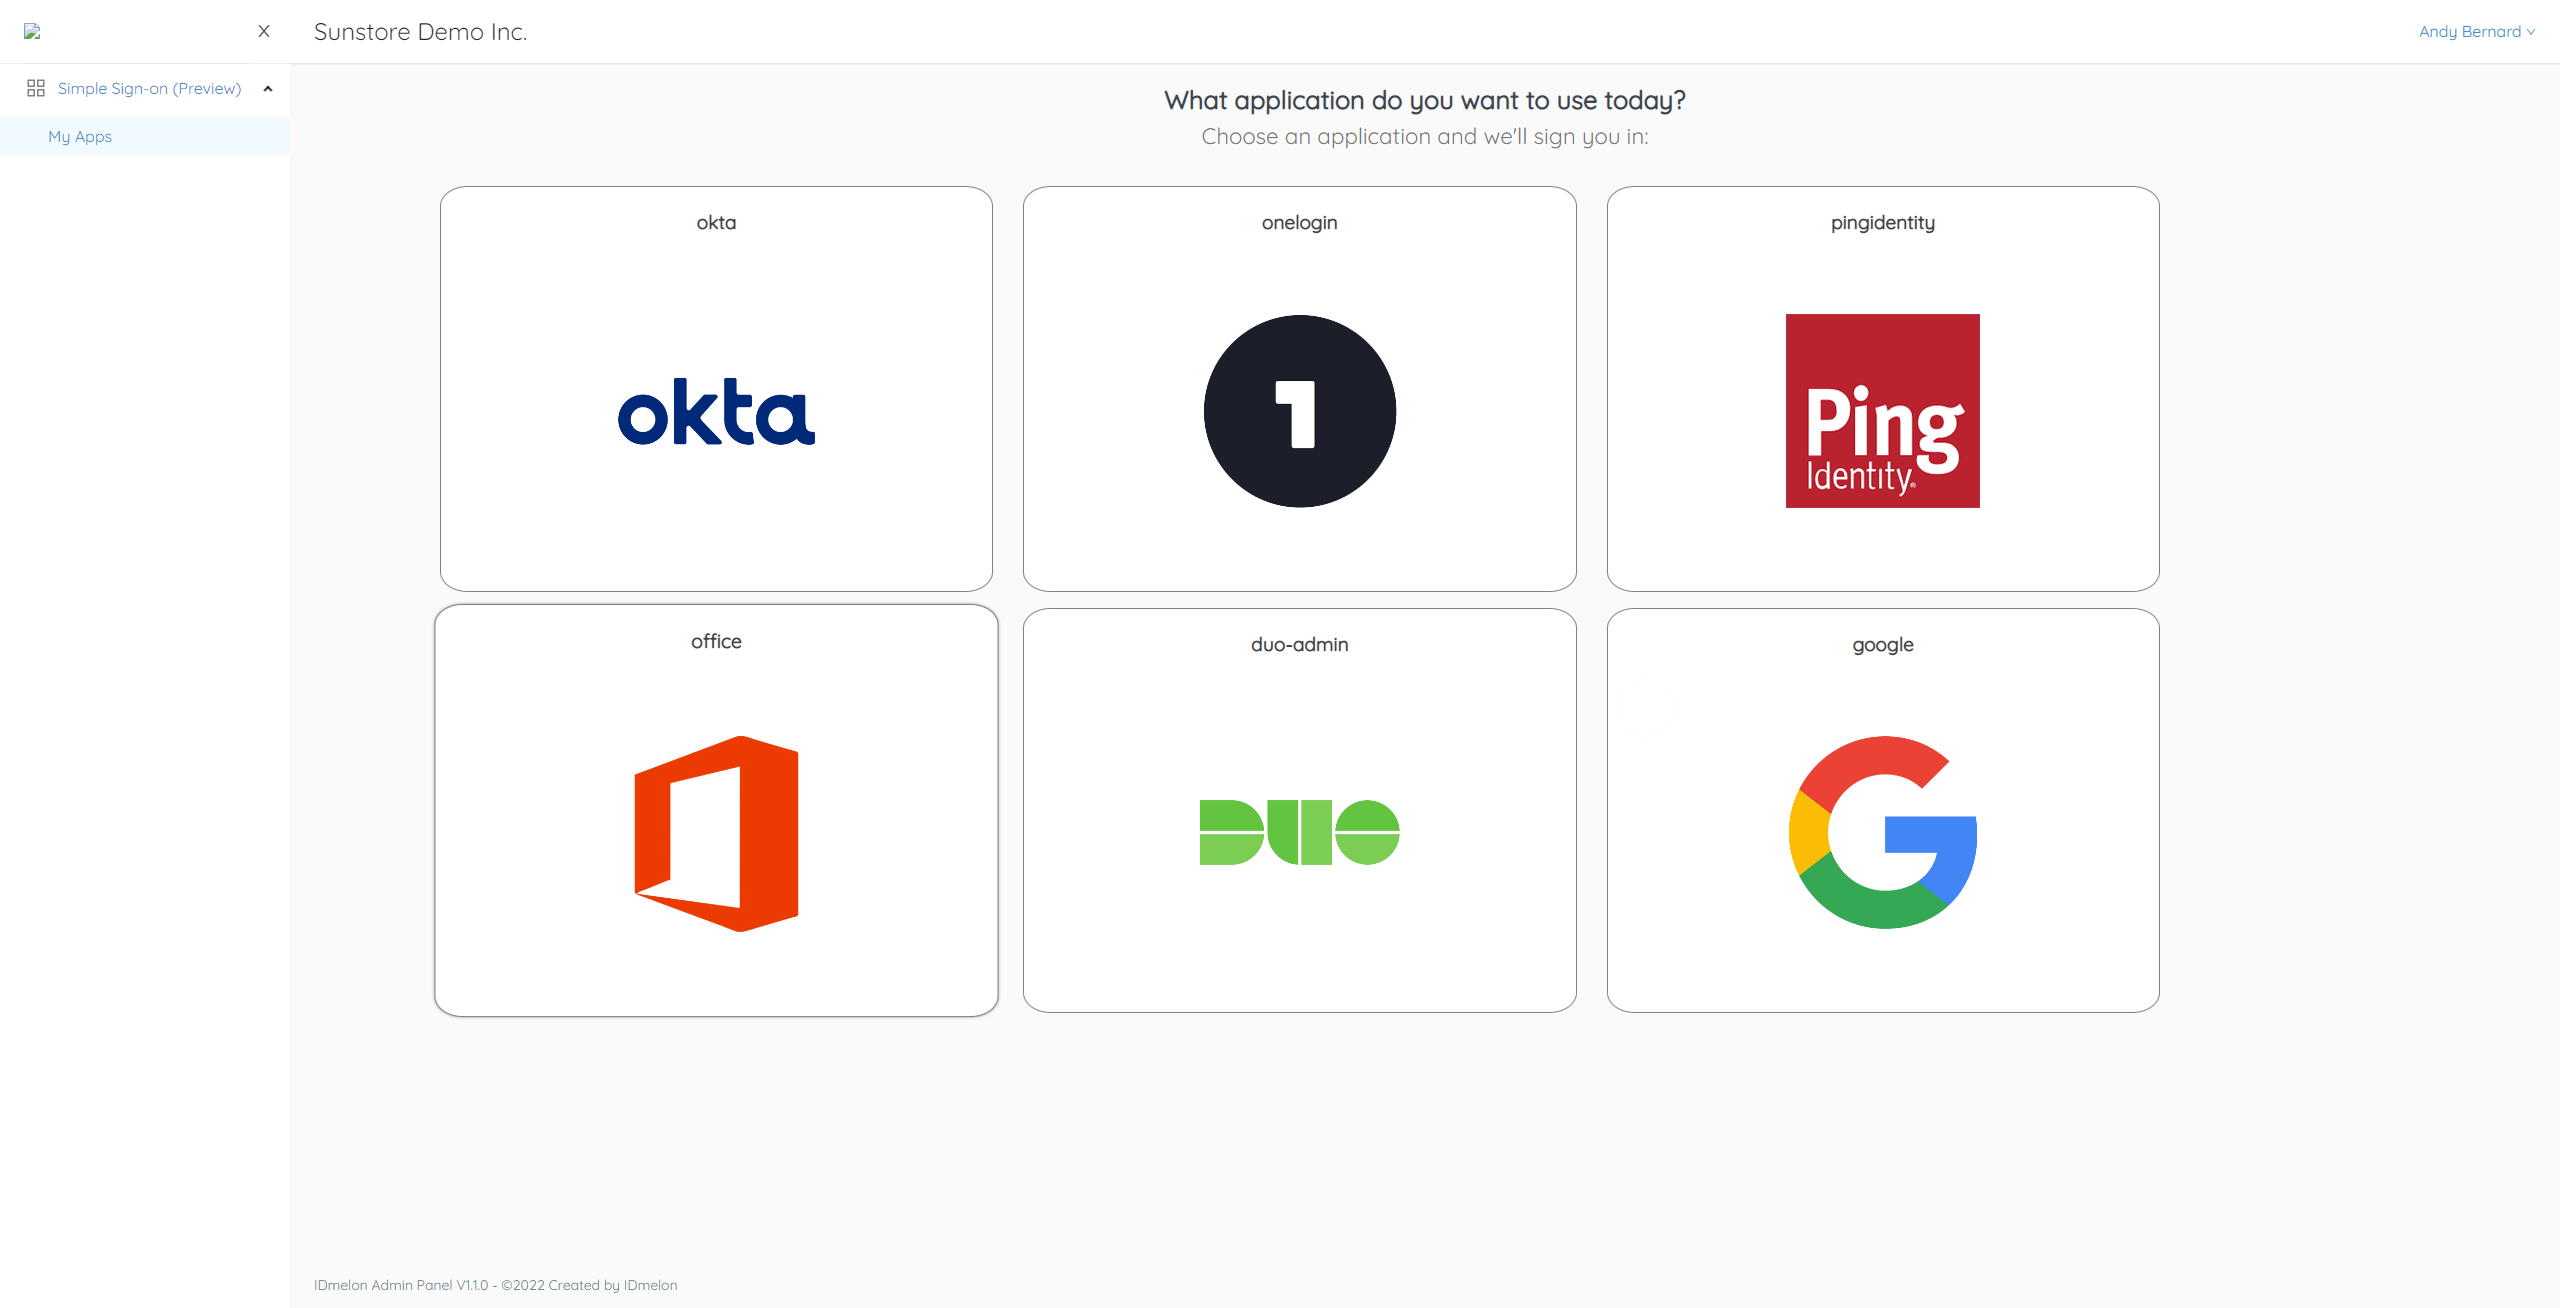 X
Sunstore Demo Inc.
Andy Bernard
Simple Sign-on (Preview)
My Apps
What application do you want to use today?
Choose an application and we'll sign you in:
okta
onelogin
pingidentity
okta
1
Ping
Identity®
office
duo-admin
google
DUO
G
IDmelon Admin Panel V1.1.0 - ©2022 Created by IDmelon